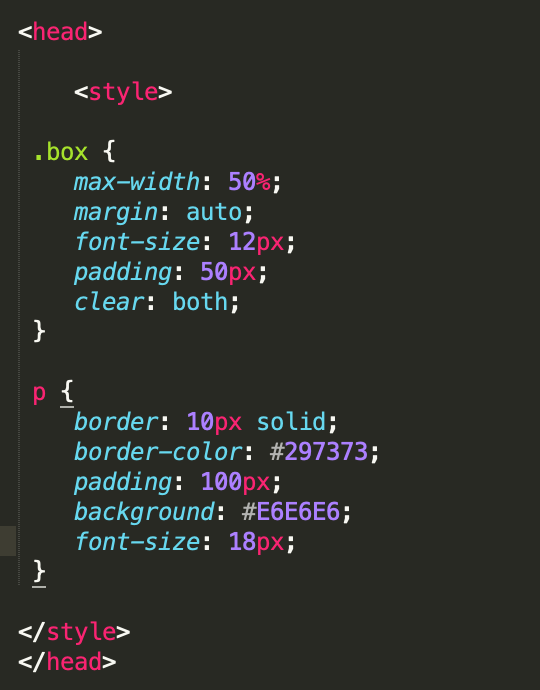 <head>
<style>
.box {
max-width: 50%;
margin: auto;
font-size: 12px;
padding: 50px;
clear: both;
}
p {
border: 10px solid;
border-color: #297373;
padding: 100px;
background: #E6E6E6;
font-size: 18px;
}
</style>
</head>